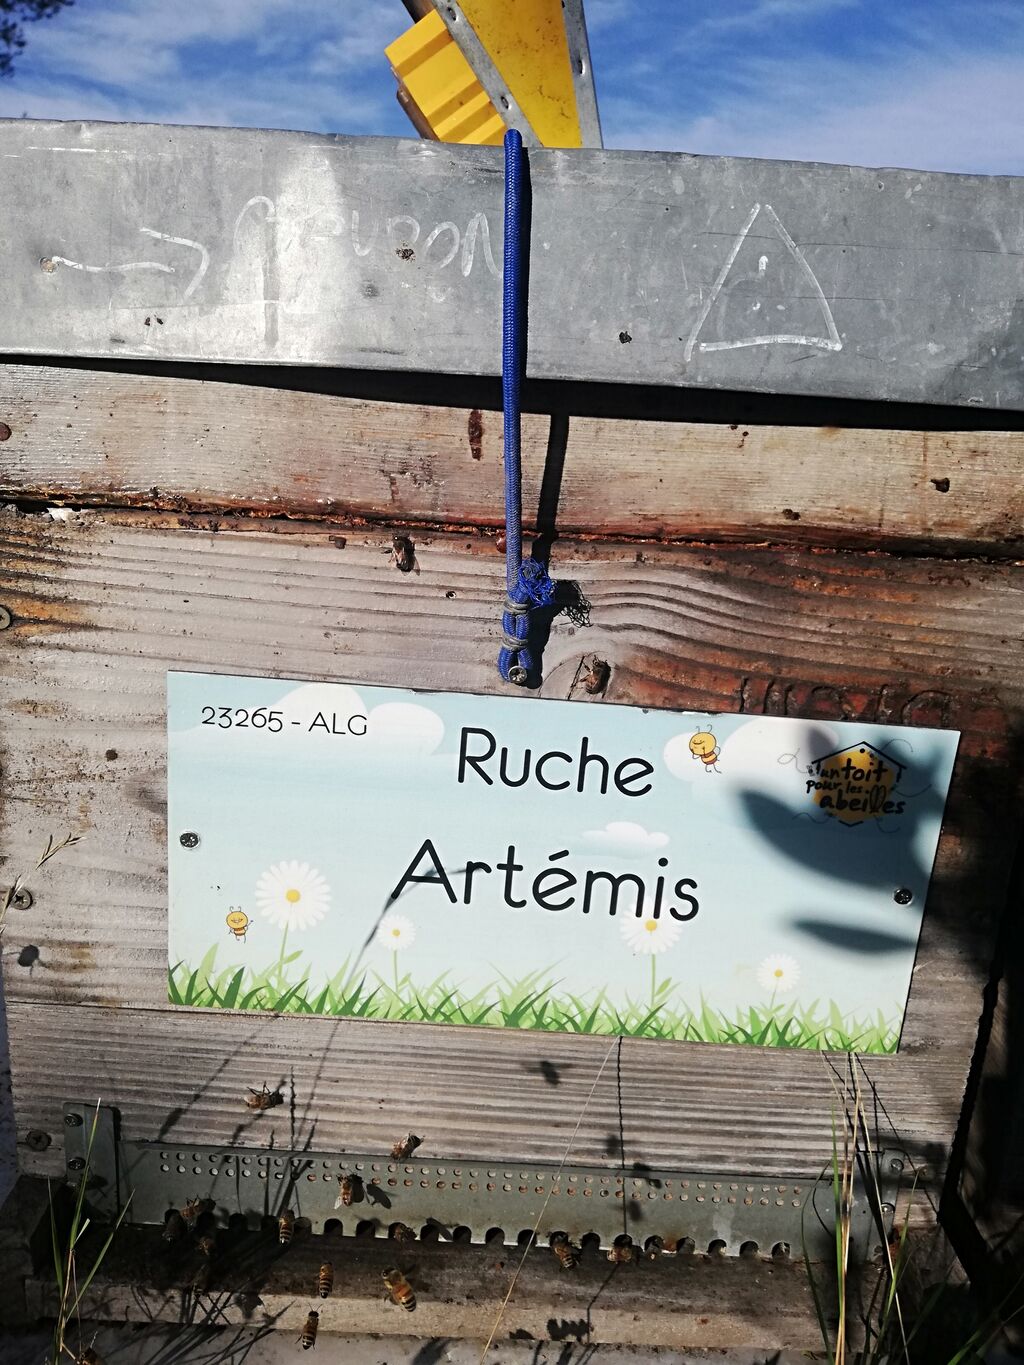 23265 - ALG
Ruche
Artémis
un toit
pour les
abeilles